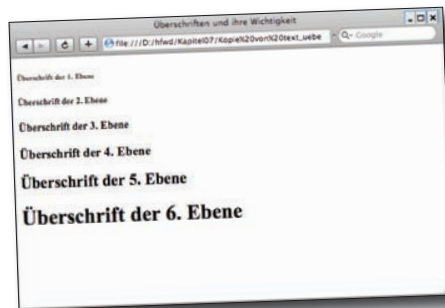 Überschriften und ihre Wichtigkeit
file:///D:/hfwd/Kapitel07/Kopie%20von%20text_uebe
Q- Google
Überschrift der 1. Ebene
Überschrift der 2. Ebene
Überschrift der 3. Ebene
Überschrift der 4. Ebene
Überschrift der 5. Ebene
Überschrift der 6. Ebene